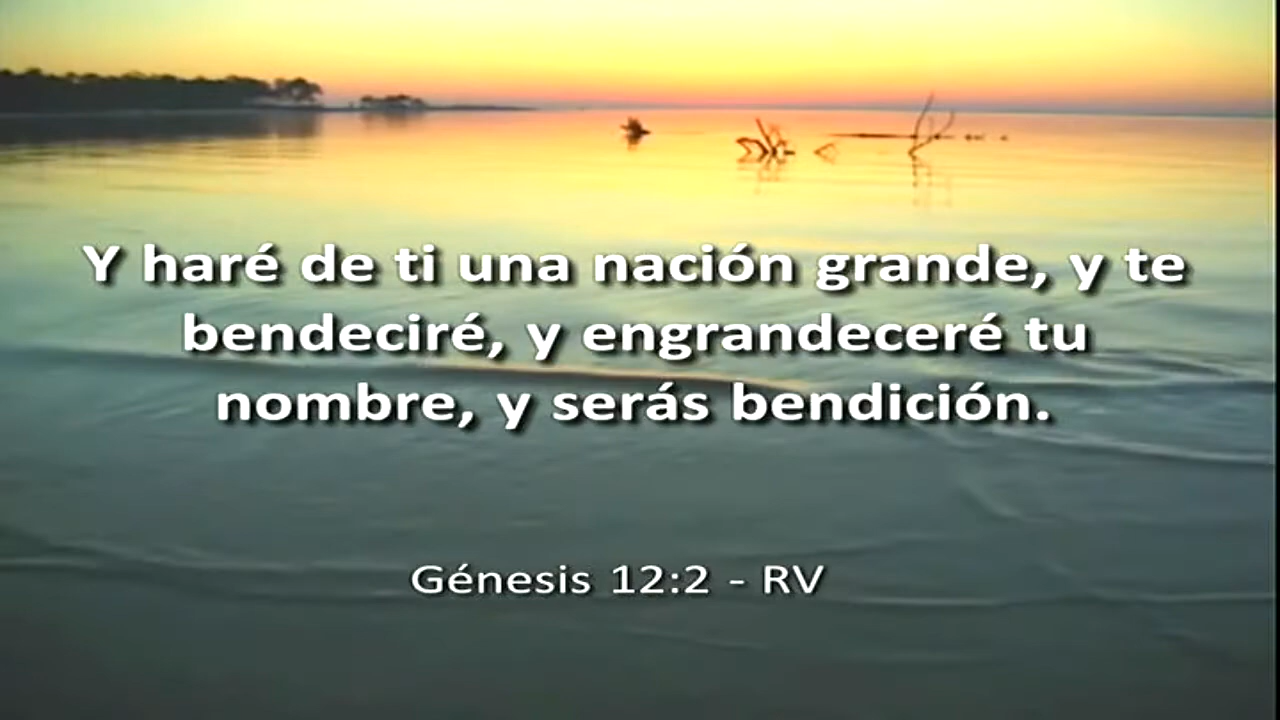 Y haré de ti una nación grande, y te
bendeciré, y engrandeceré tu
nombre, y serás bendición.
Génesis 12:2 - RV